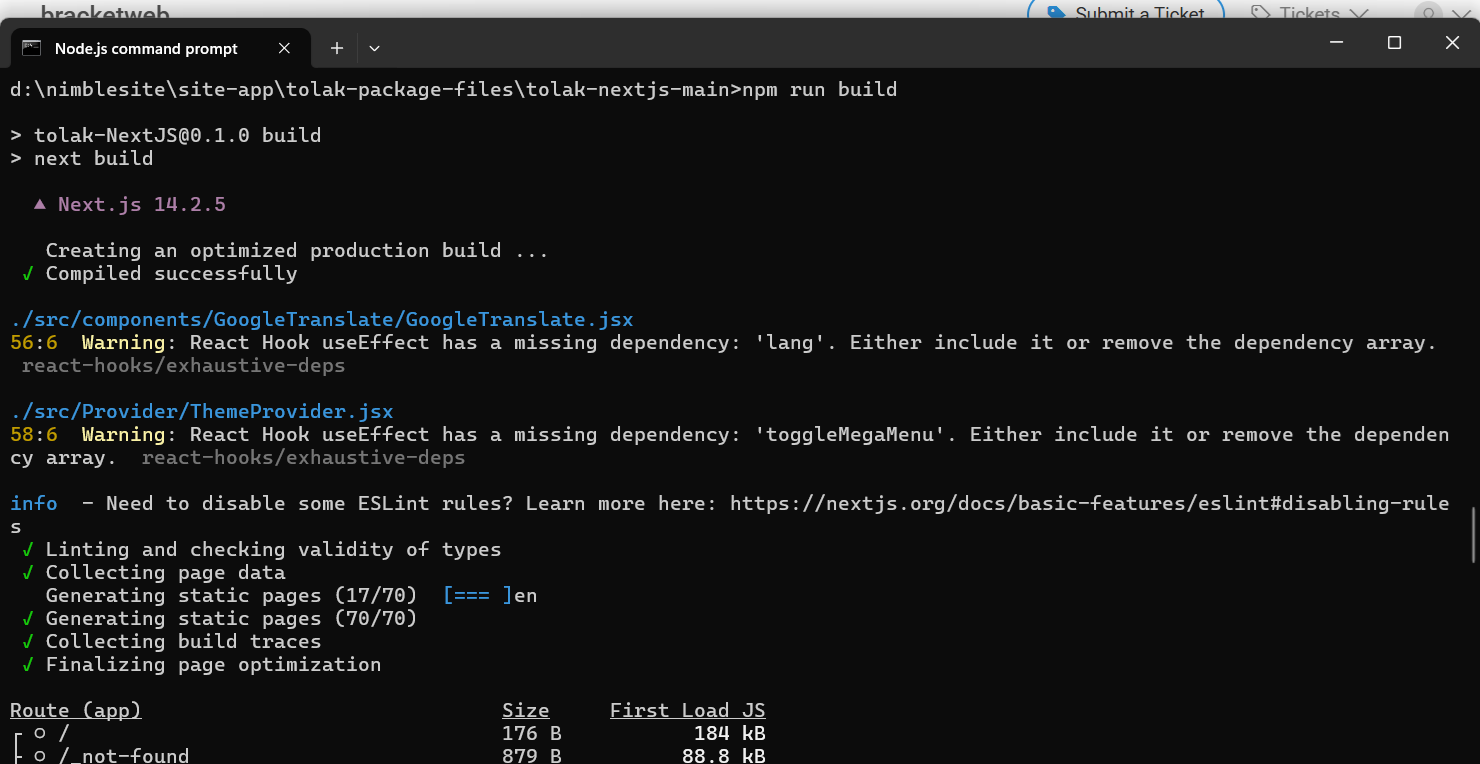 bracketweb
Submit a Ticket
Tickets
Node.js command prompt
d:\nimblesite\site-app\tolak-package-files\tolak-nextjs-main>npm run build
> tolak-NextJS@0.1.0 build
> next build
▲ Next.js 14.2.5
Creating an optimized production build ...
✓ Compiled successfully
./src/components/GoogleTranslate/GoogleTranslate.jsx
56:6  Warning: React Hook useEffect has a missing dependency: 'lang'. Either include it or remove the dependency array.
react-hooks/exhaustive-deps
./src/Provider/ThemeProvider.jsx
58:6  Warning: React Hook useEffect has a missing dependency: 'toggleMegaMenu'. Either include it or remove the dependen
cy array.  react-hooks/exhaustive-deps
info  - Need to disable some ESLint rules? Learn more here: https://nextjs.org/docs/basic-features/eslint#disabling-rule
s
✓ Linting and checking validity of types
✓ Collecting page data
Generating static pages (17/70)  [=== ]en
✓ Generating static pages (70/70)
✓ Collecting build traces
✓ Finalizing page optimization
Route (app) Size First Load JS
┌ ○ / 176 B 184 kB
├ ○ /_not-found 879 B 88.8 kB